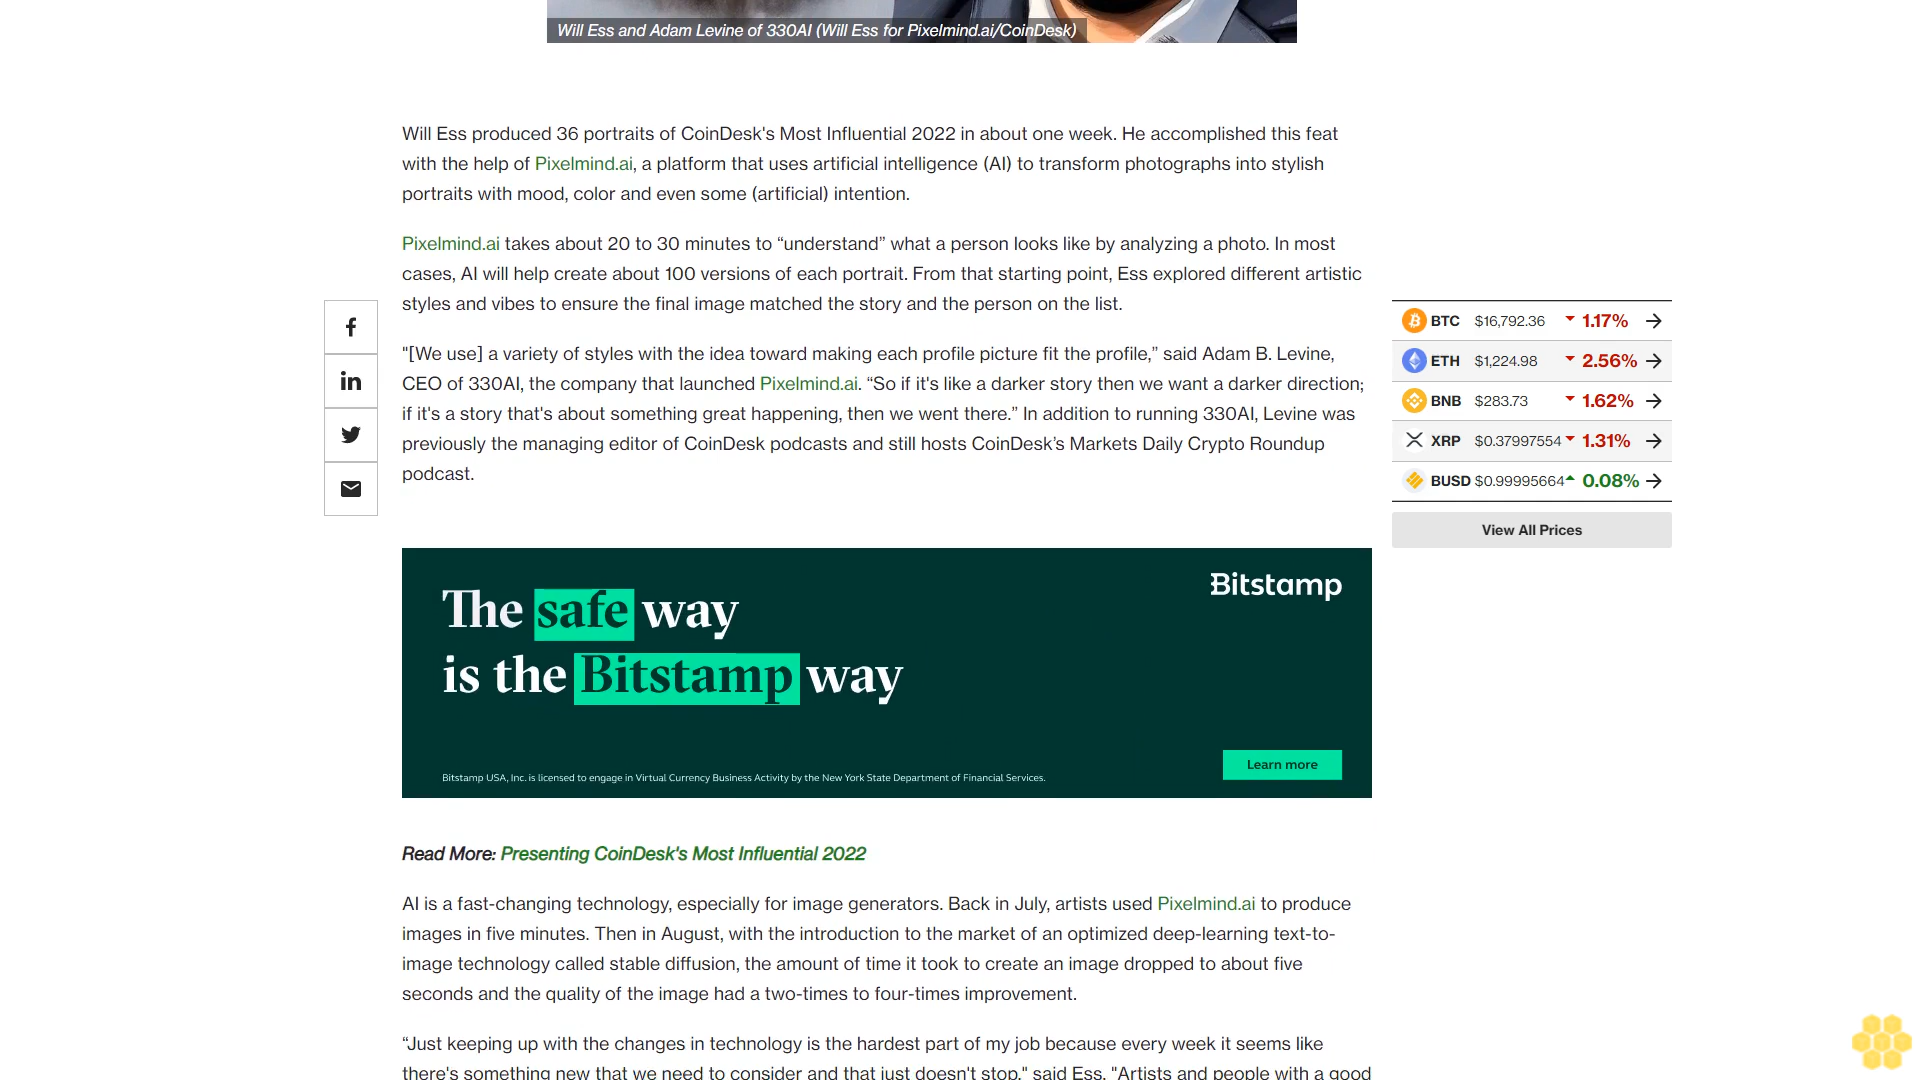 Will Ess and Adam Levine of 330AI (Will Ess for Pixelmind.ai/CoinDesk)
Will Ess produced 36 portraits of CoinDesk's Most Influential 2022 in about one week. He accomplished this feat
with the help of Pixelmind.ai, a platform that uses artificial intelligence (AI) to transform photographs into stylish
portraits with mood, color and even some (artificial) intention.
Pixelmind.ai takes about 20 to 30 minutes to “understand” what a person looks like by analyzing a photo. In most
cases, AI will help create about 100 versions of each portrait. From that starting point, Ess explored different artistic
styles and vibes to ensure the final image matched the story and the person on the list.
"[We use] a variety of styles with the idea toward making each profile picture fit the profile,” said Adam B. Levine,
CEO of 330AI, the company that launched Pixelmind.ai. “So if it's like a darker story then we want a darker direction;
if it's a story that's about something great happening, then we went there.” In addition to running 330AI, Levine was
previously the managing editor of CoinDesk podcasts and still hosts CoinDesk’s Markets Daily Crypto Roundup
podcast.
BTC $16,792.36 1.17%
ETH $1,224.98 2.56%
BNB $283.73 1.62%
XRP $0.37997554 1.31%
BUSD $0.99995664 0.08%
View All Prices
Bitstamp
The safe way
is the Bitstamp way
Learn more
Bitstamp USA, Inc. is licensed to engage in Virtual Currency Business Activity by the New York State Department of Financial Services.
Read More: Presenting CoinDesk's Most Influential 2022
AI is a fast-changing technology, especially for image generators. Back in July, artists used Pixelmind.ai to produce
images in five minutes. Then in August, with the introduction to the market of an optimized deep-learning text-to-
image technology called stable diffusion, the amount of time it took to create an image dropped to about five
seconds and the quality of the image had a two-times to four-times improvement.
“Just keeping up with the changes in technology is the hardest part of my job because every week it seems like
there's something new that we need to consider and that just doesn't stop," said Ess. "Artists and people with a good